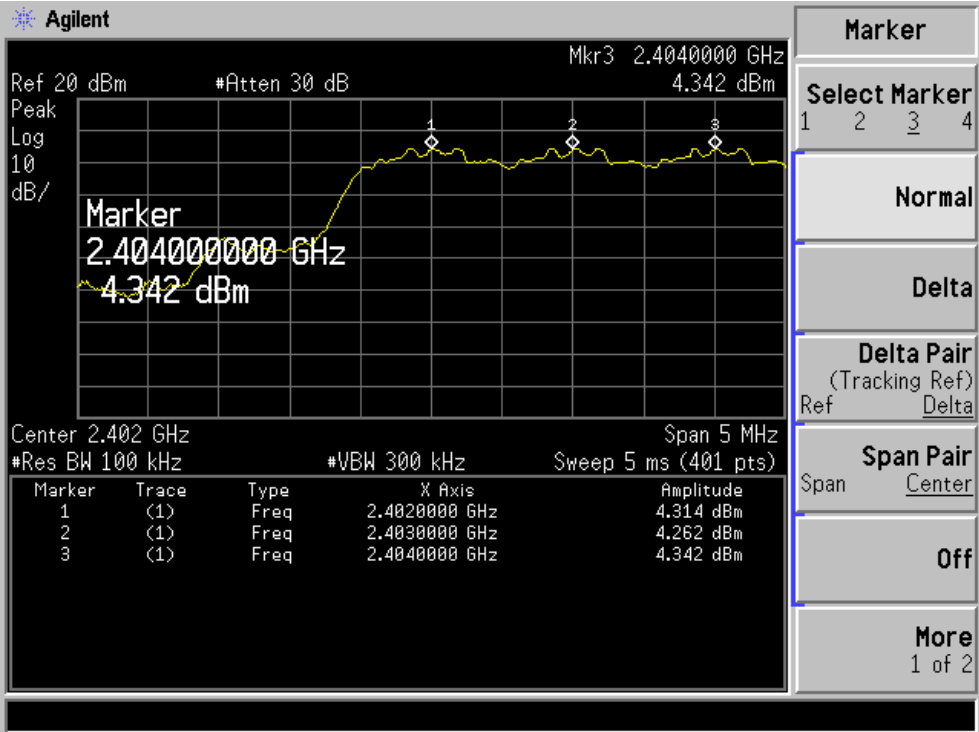 Agilent
Marker
Mkr3 2.4040000 GHz
Ref 20 dBm #Atten 30 dB 4.342 dBm
Peak
Log
10
dB/
1 2 3
Marker
2.404000000 GHz
4.342 dBm
Center 2.402 GHz Span 5 MHz
#Res BW 100 kHz #VBW 300 kHz Sweep 5 ms (401 pts)
Marker Trace Type X Axis Amplitude
1 (1) Freq 2.4020000 GHz 4.314 dBm
2 (1) Freq 2.4030000 GHz 4.262 dBm
3 (1) Freq 2.4040000 GHz 4.342 dBm
Select Marker
1 2 3 4
Normal
Delta
Delta Pair
(Tracking Ref)
Ref Delta
Span Pair
Span Center
Off
More
1 of 2